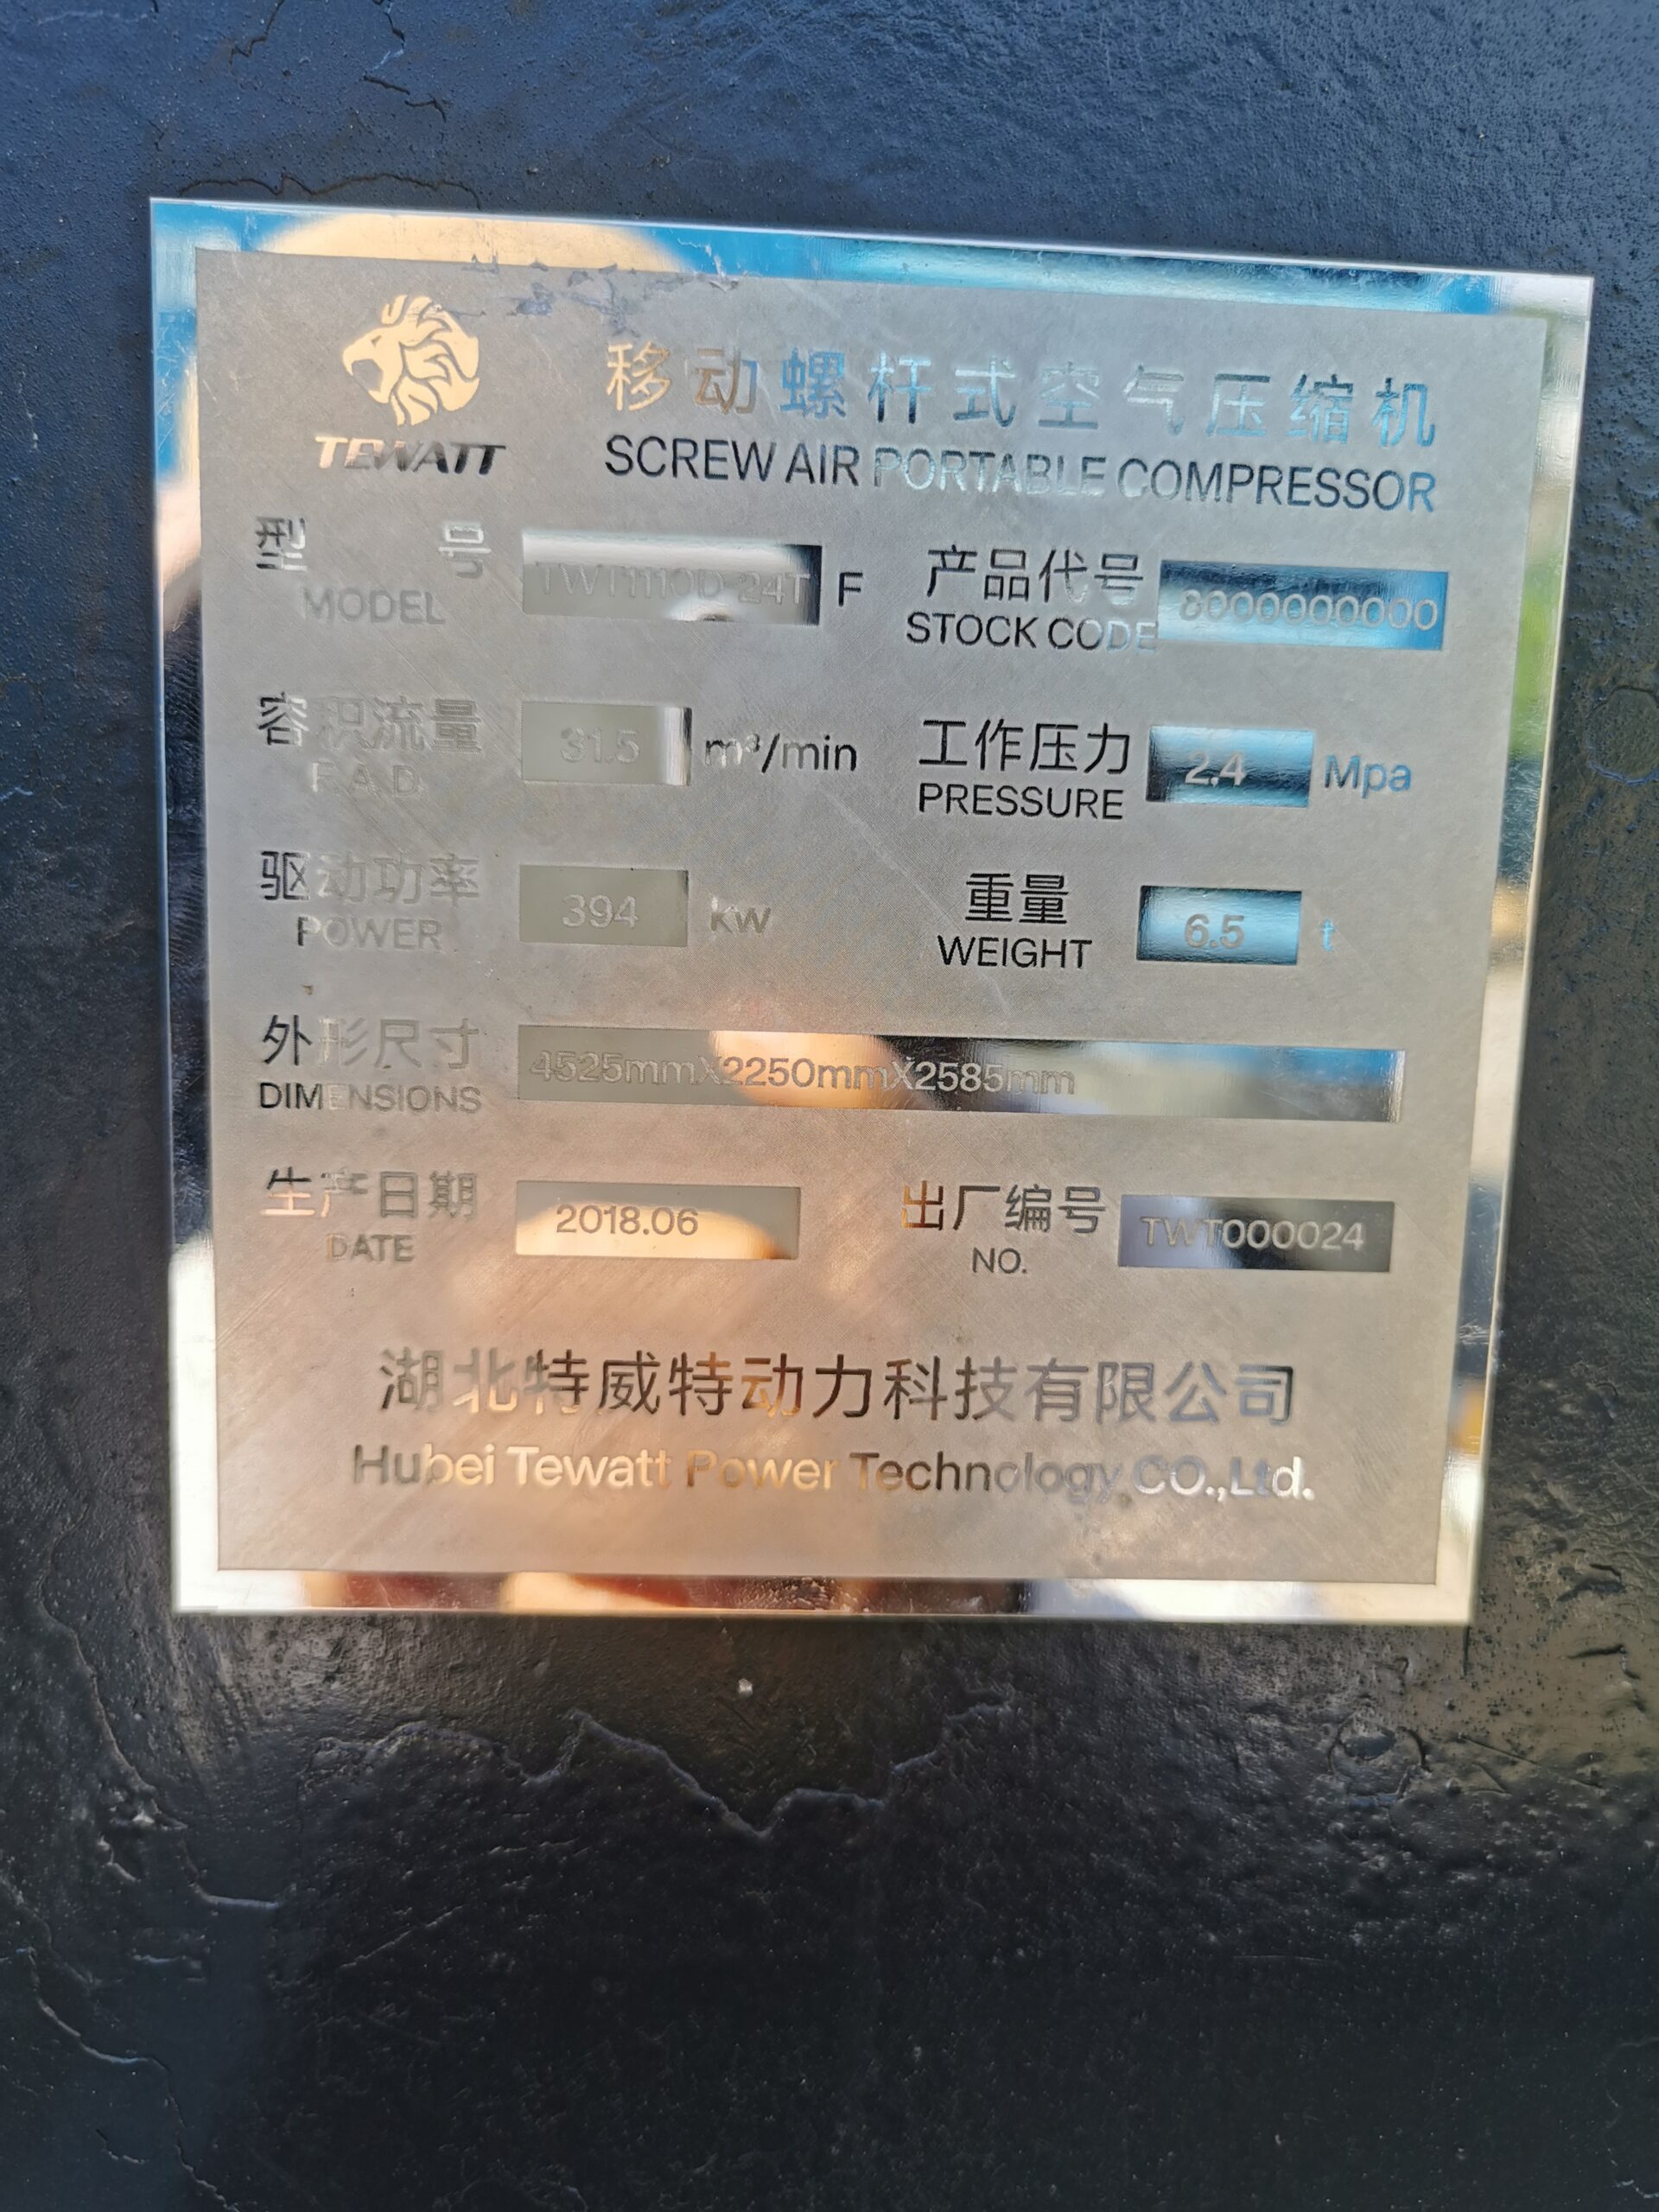 TEWATT
移动螺杆式空气压缩机
SCREW AIR PORTABLE COMPRESSOR
型 号 TWT1110D-24T F 产品代号 8000000000
MODEL STOCK CODE
容积流量 31.5 m³/min 工作压力 2.4 Mpa
F.A.D. PRESSURE
驱动功率 394 kw 重量 6.5 t
POWER WEIGHT
外形尺寸 4525mmX2250mmX2585mm
DIMENSIONS
生产日期 2018.06 出厂编号 TWT000024
DATE NO.
湖北特威特动力科技有限公司
Hubei Tewatt Power Technology CO.,Ltd.